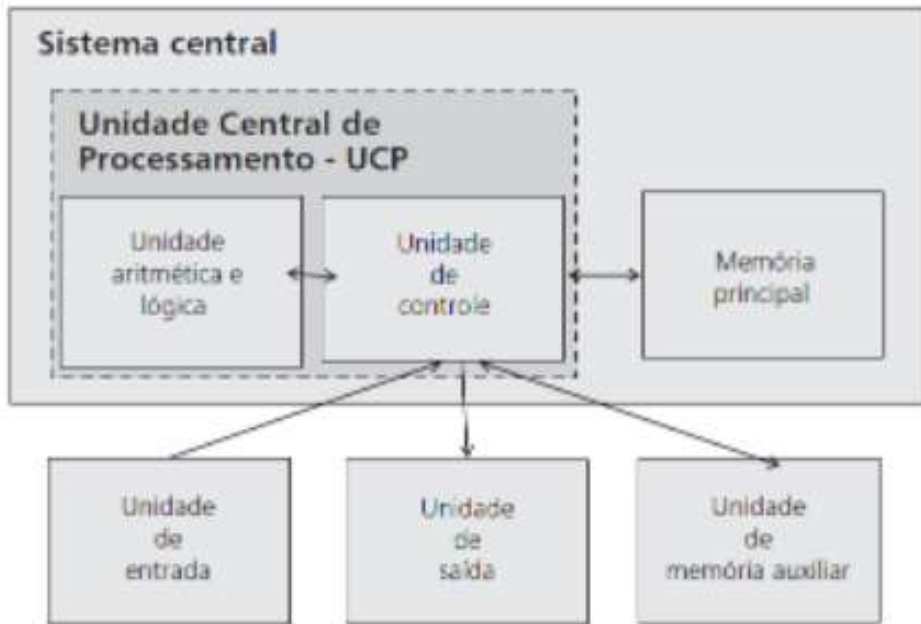 Sistema central
Unidade Central de
Processamento - UCP
Unidade
aritmética e
lógica
Unidade
de
controle
Memória
principal
Unidade
de
entrada
Unidade
de
saída
Unidade
de
memória auxiliar